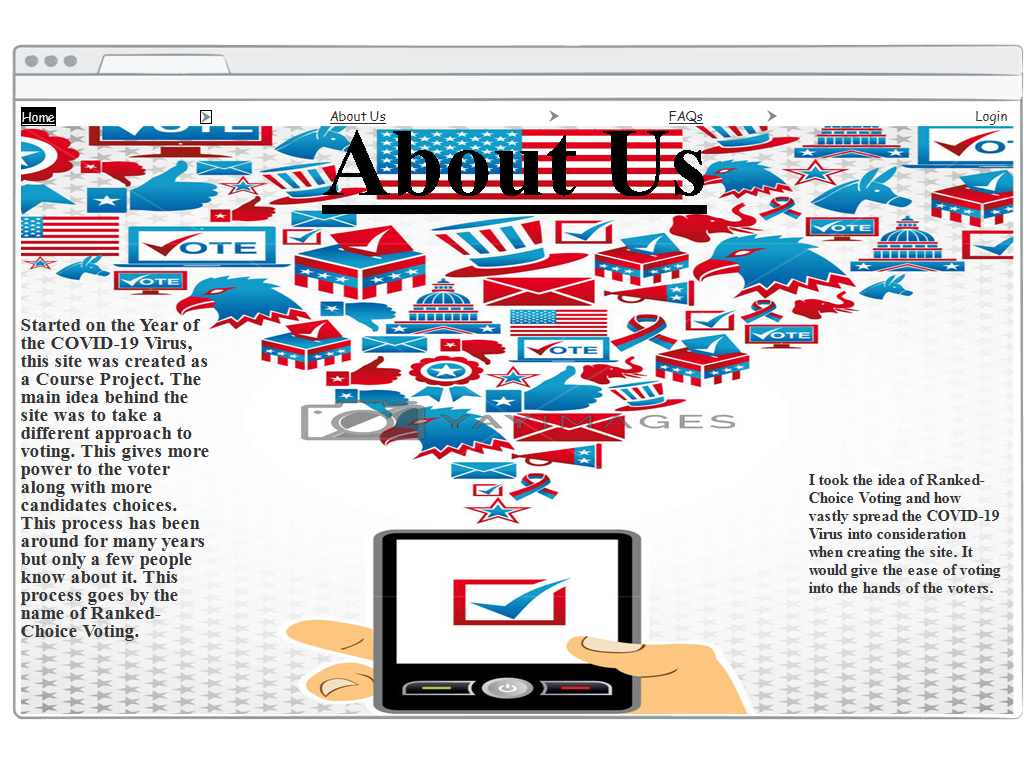 Home About Us FAQs Login
About Us
VOTE
VOTE
VOTE
VOTE
VOTE
VOTE
Started on the Year of
the COVID-19 Virus,
this site was created as
a Course Project. The
main idea behind the
site was to take a
different approach to
voting. This gives more
power to the voter
along with more
candidates choices.
This process has been
around for many years
but only a few people
know about it. This
process goes by the
name of Ranked-
Choice Voting.
YAYIMAGES
I took the idea of Ranked-
Choice Voting and how
vastly spread the COVID-19
Virus into consideration
when creating the site. It
would give the ease of voting
into the hands of the voters.